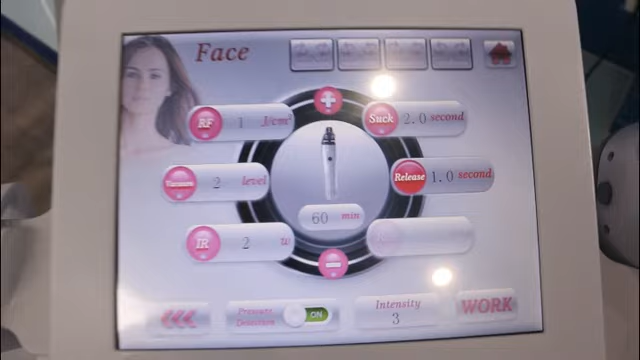 Face
RF 1 J/cm²
Suck 2.0 second
Vacuum 2 level
Release 1.0 second
60 min
IR 2 w
Pressure
Detection ON
Intensity
3
WORK